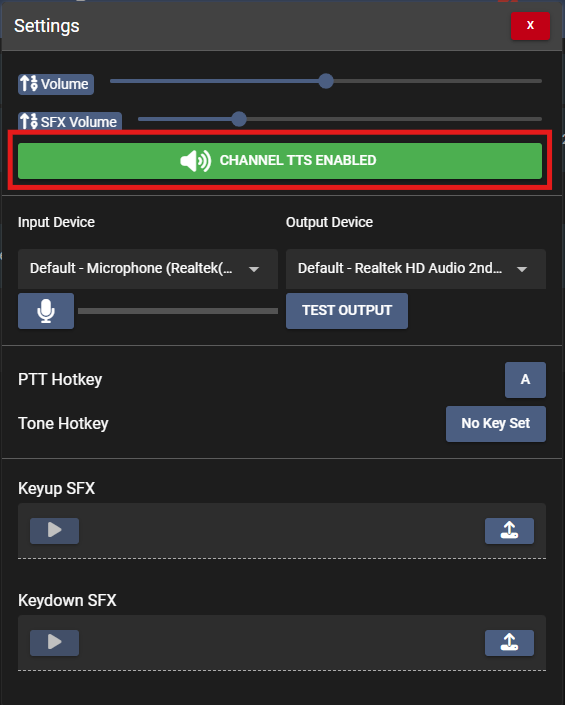 Settings
X
Volume
SFX Volume
CHANNEL TTS ENABLED
Input Device
Output Device
Default - Microphone (Realtek(...
Default - Realtek HD Audio 2nd...
TEST OUTPUT
PTT Hotkey
A
Tone Hotkey
No Key Set
Keyup SFX
Keydown SFX